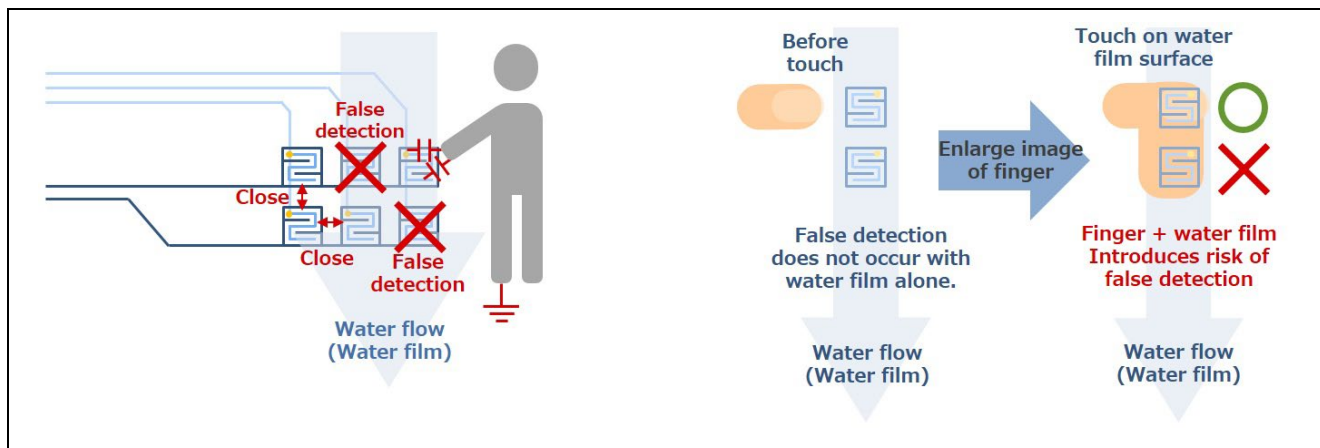 False
detection
Close
Close
False
detection
Water flow
(Water film)
Before
touch
Enlarge image
of finger
Touch on water
film surface
False detection
does not occur with
water film alone.
Finger + water film
Introduces risk of
false detection
Water flow
(Water film)
Water flow
(Water film)